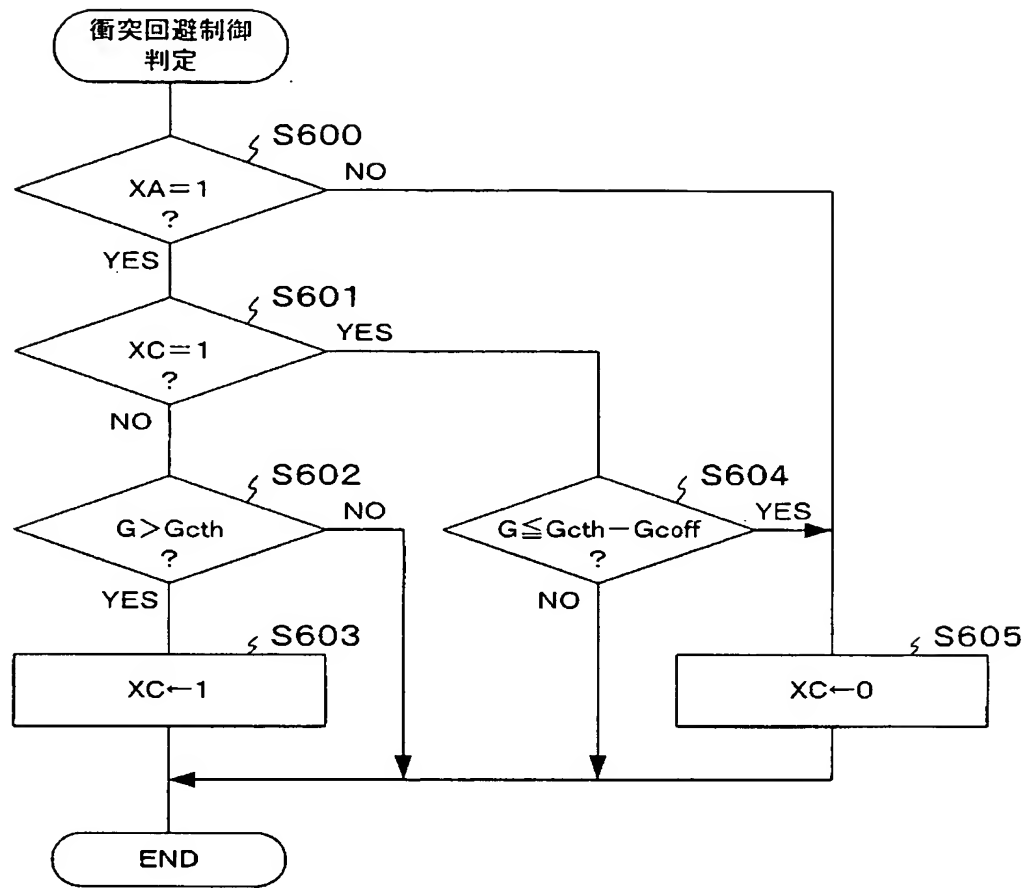 衝突回避制御
判定
S600
NO
XA=1
?
YES
S601
YES
XC=1
?
NO
S602
NO
G>Gcth
?
YES
S604
YES
G≦Gcth-Gcoff
?
NO
S603
XC←1
S605
XC←0
END